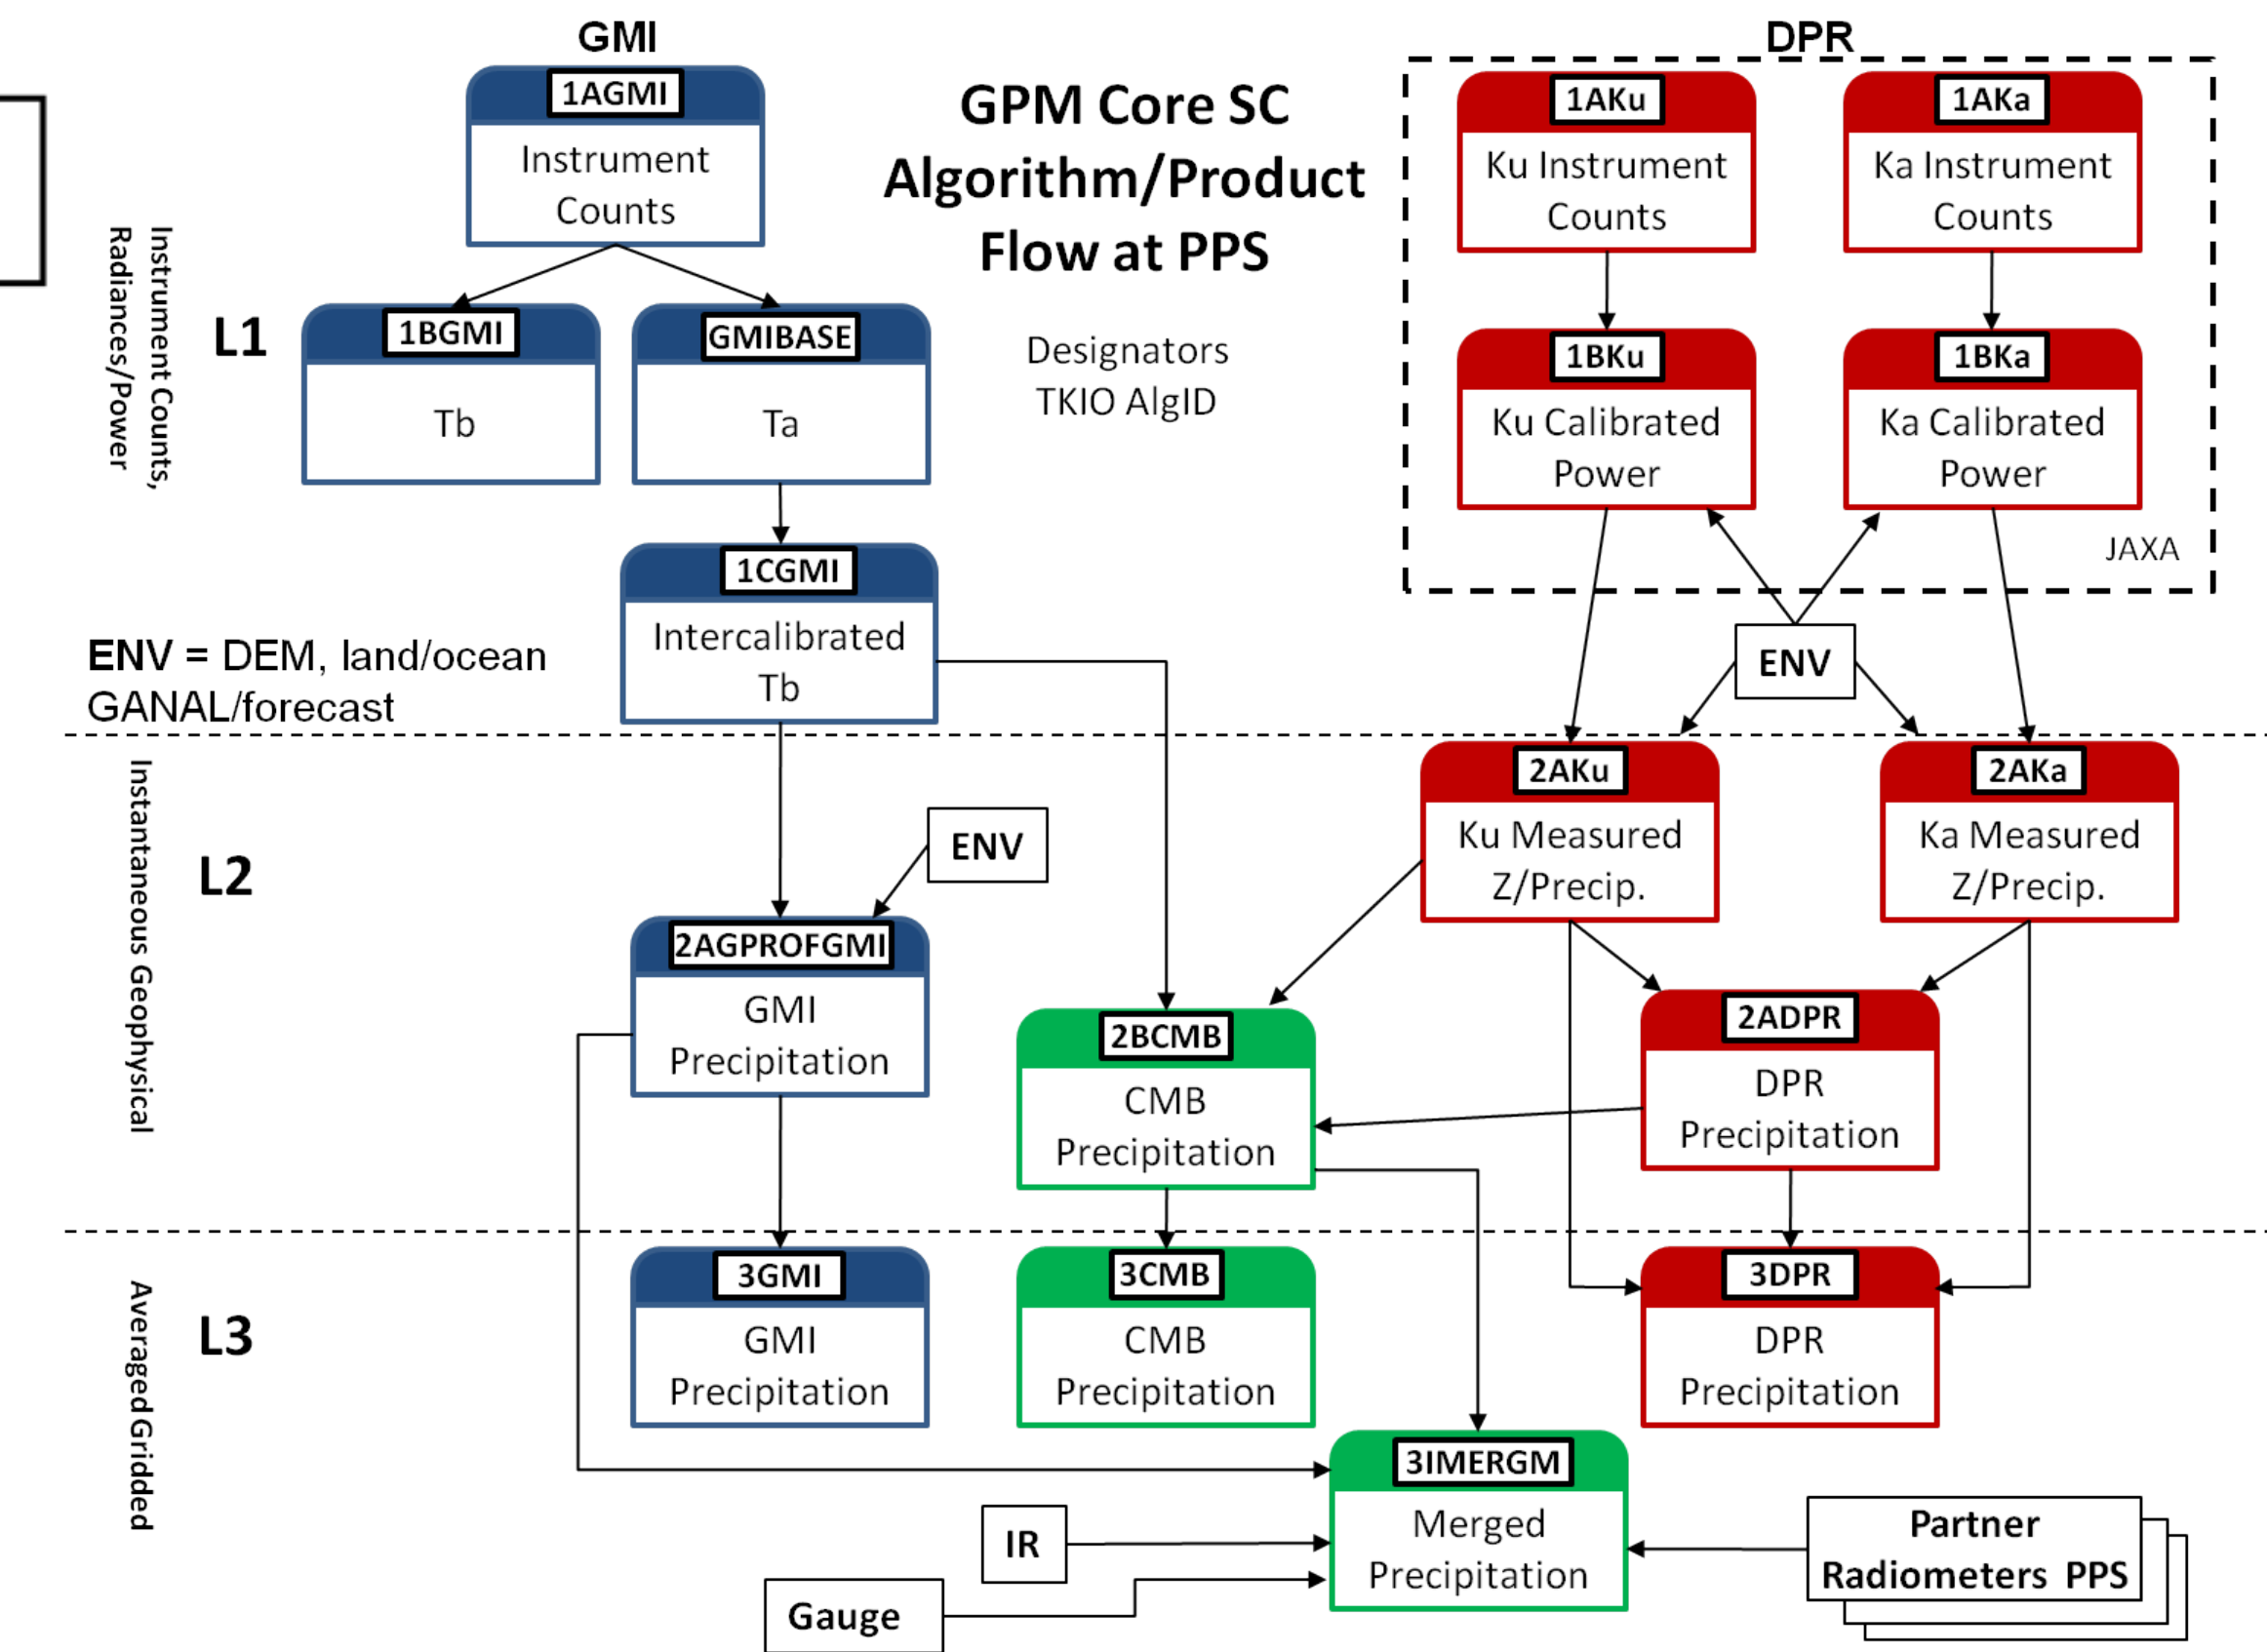 GMI
DPR
GPM Core SC
Algorithm/Product
Flow at PPS
Designators
TKIO AlgID
1AGMI
Instrument
Counts
1AKu
Ku Instrument
Counts
1AKa
Ka Instrument
Counts
Instrument Counts,
Radiances/Power
L1
1BGMI
Tb
GMIBASE
Ta
1BKu
Ku Calibrated
Power
1BKa
Ka Calibrated
Power
JAXA
1CGMI
Intercalibrated
Tb
ENV = DEM, land/ocean
GANAL/forecast
ENV
Instantaneous Geophysical
L2
2AKu
Ku Measured
Z/Precip.
2AKa
Ka Measured
Z/Precip.
ENV
2AGPROFGMI
GMI
Precipitation
2BCMB
CMB
Precipitation
2ADPR
DPR
Precipitation
Averaged Gridded
L3
3GMI
GMI
Precipitation
3CMB
CMB
Precipitation
3DPR
DPR
Precipitation
3IMERGM
Merged
Precipitation
IR
Gauge
Partner
Radiometers PPS